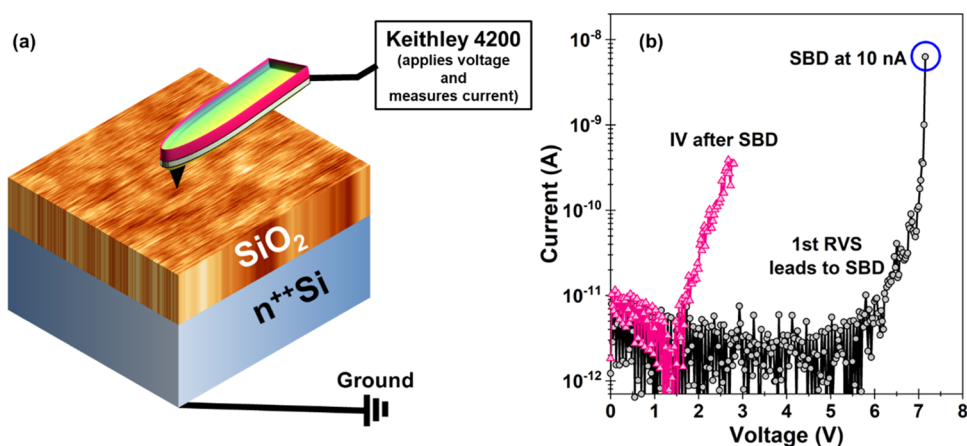 (a)
Keithley 4200
(applies voltage
and
measures current)
SiO₂
n⁺⁺Si
Ground
(b)
10⁻⁸
10⁻⁹
10⁻¹⁰
10⁻¹¹
10⁻¹²
Current (A)
SBD at 10 nA
IV after SBD
1st RVS
leads to SBD
0 1 2 3 4 5 6 7 8
Voltage (V)